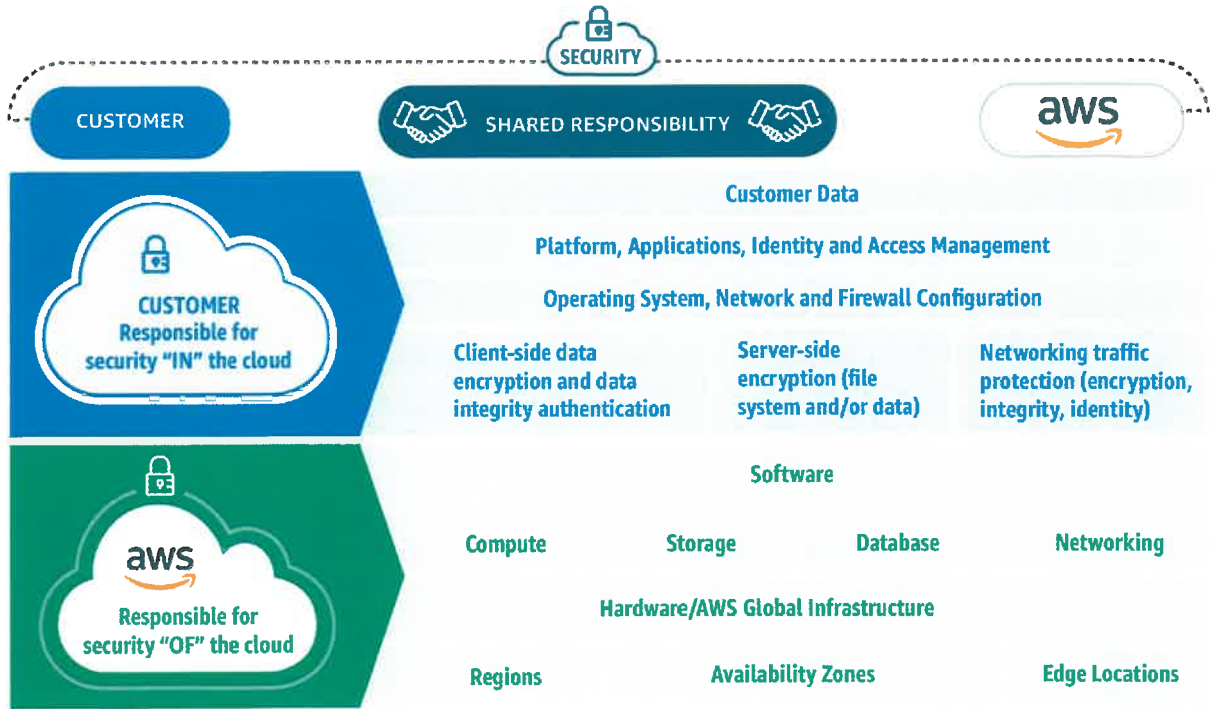 SECURITY
CUSTOMER
SHARED RESPONSIBILITY
aws
CUSTOMER
Responsible for
security “IN” the cloud
Customer Data
Platform, Applications, Identity and Access Management
Operating System, Network and Firewall Configuration
Client-side data
encryption and data
integrity authentication
Server-side
encryption (file
system and/or data)
Networking traffic
protection (encryption,
integrity, identity)
aws
Responsible for
security “OF” the cloud
Software
Compute
Storage
Database
Networking
Hardware/AWS Global Infrastructure
Regions
Availability Zones
Edge Locations